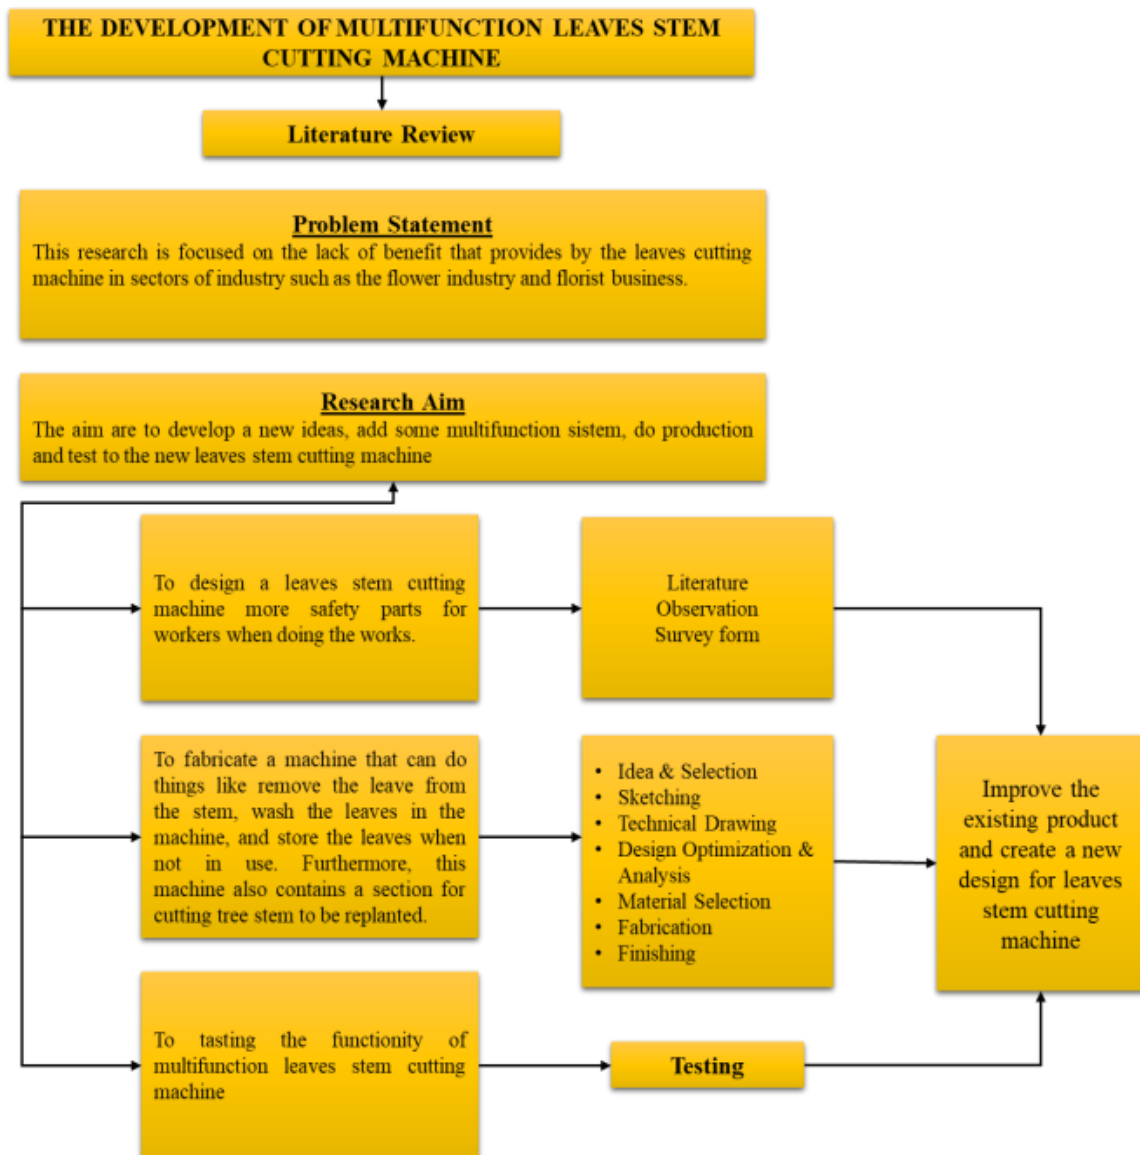 THE DEVELOPMENT OF MULTIFUNCTION LEAVES STEM
CUTTING MACHINE
Literature Review
Problem Statement
This research is focused on the lack of benefit that provides by the leaves cutting
machine in sectors of industry such as the flower industry and florist business.
Research Aim
The aim are to develop a new ideas, add some multifunction sistem, do production
and test to the new leaves stem cutting machine
To design a leaves stem cutting
machine more safety parts for
workers when doing the works.
Literature
Observation
Survey form
To fabricate a machine that can do
things like remove the leave from
the stem, wash the leaves in the
machine, and store the leaves when
not in use. Furthermore, this
machine also contains a section for
cutting tree stem to be replanted.
• Idea & Selection
• Sketching
• Technical Drawing
• Design Optimization &
Analysis
• Material Selection
• Fabrication
• Finishing
Improve the
existing product
and create a new
design for leaves
stem cutting
machine
To tasting the functionity of
multifunction leaves stem cutting
machine
Testing